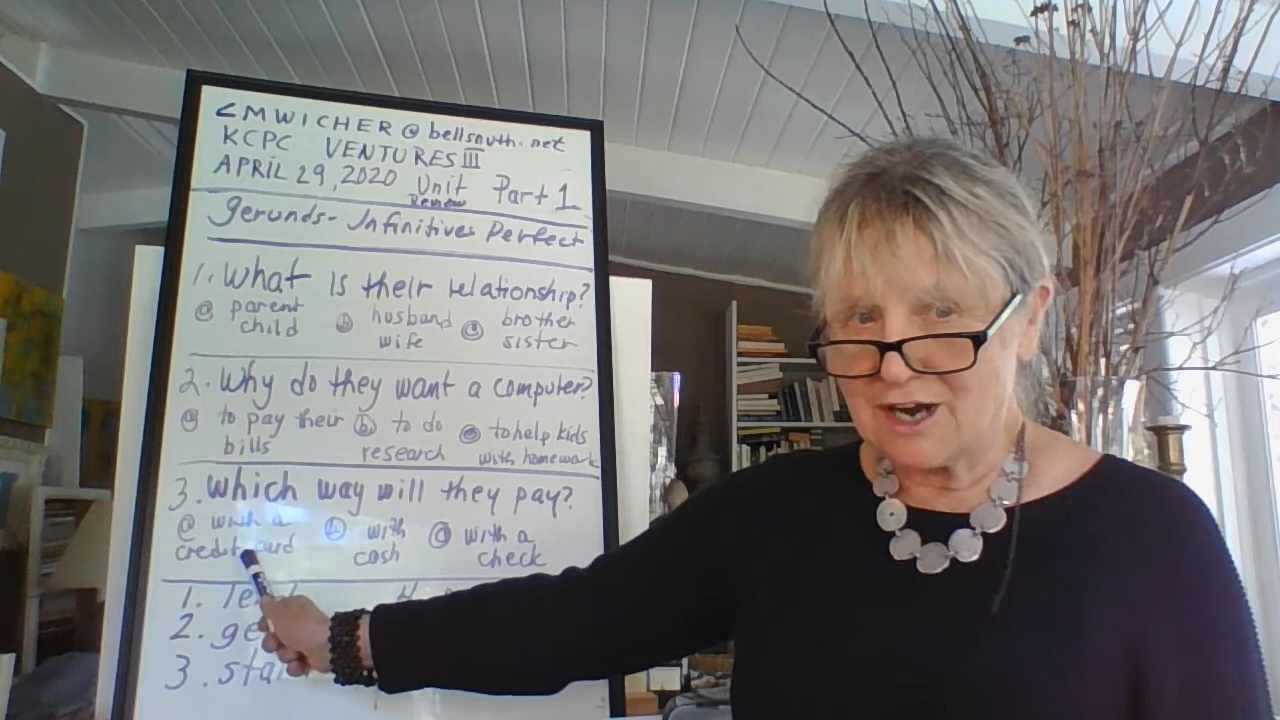 CMWICHER@bellsouth.net
KCPC VENTURES III
APRIL 29, 2020 Unit Review Part 1
Gerunds - Infinitives Perfect
1. What is their relationship?
ⓐ parent child ⓑ husband wife ⓒ brother sister
2. Why do they want a computer?
ⓐ to pay their bills ⓑ to do research ⓒ to help kids with homework
3. Which way will they pay?
ⓐ with a credit card ⓑ with cash ⓒ with a check
1.
2.
3.